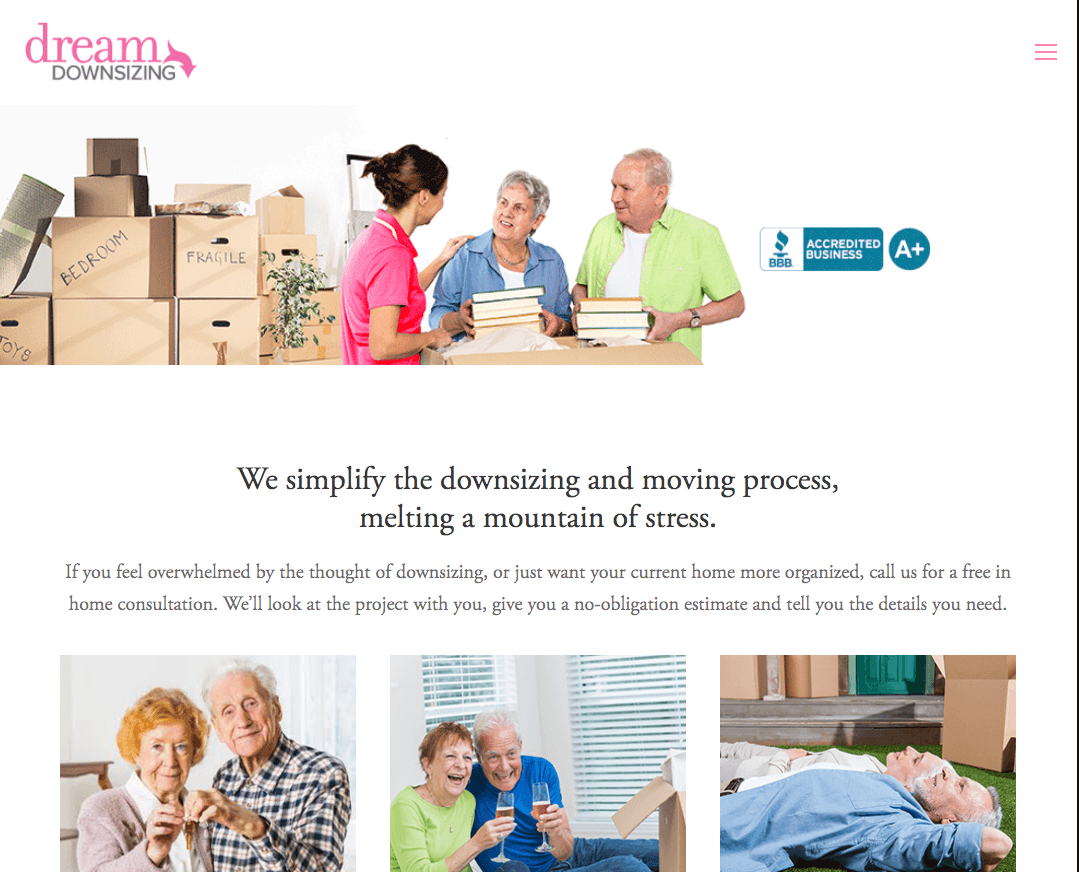 dream
DOWNSIZING
BEDROOM
FRAGILE
TOYS
BBB
ACCREDITED
BUSINESS
A+
We simplify the downsizing and moving process,
melting a mountain of stress.
If you feel overwhelmed by the thought of downsizing, or just want your current home more organized, call us for a free in
home consultation. We’ll look at the project with you, give you a no-obligation estimate and tell you the details you need.